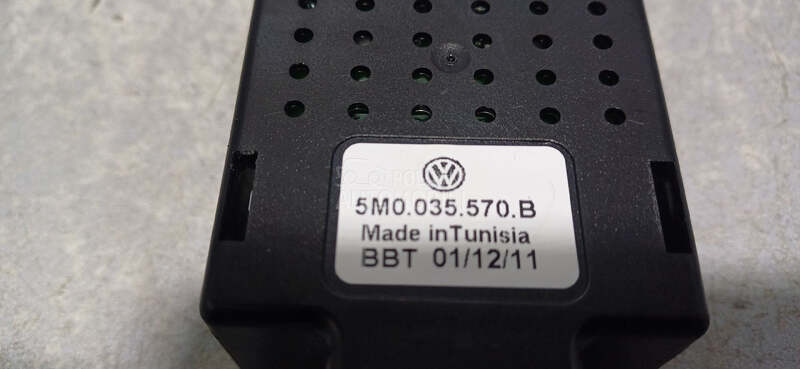 5M0.035.570.B
Made inTunisia
BBT 01/12/11